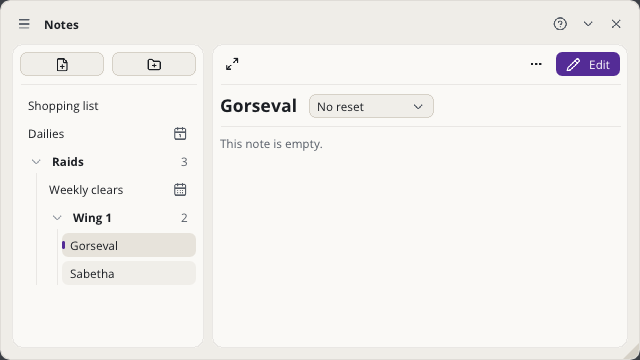 Notes
Edit
Shopping list
Dailies
Raids 3
Weekly clears
Wing 1 2
Gorseval
Sabetha
Gorseval No reset
This note is empty.